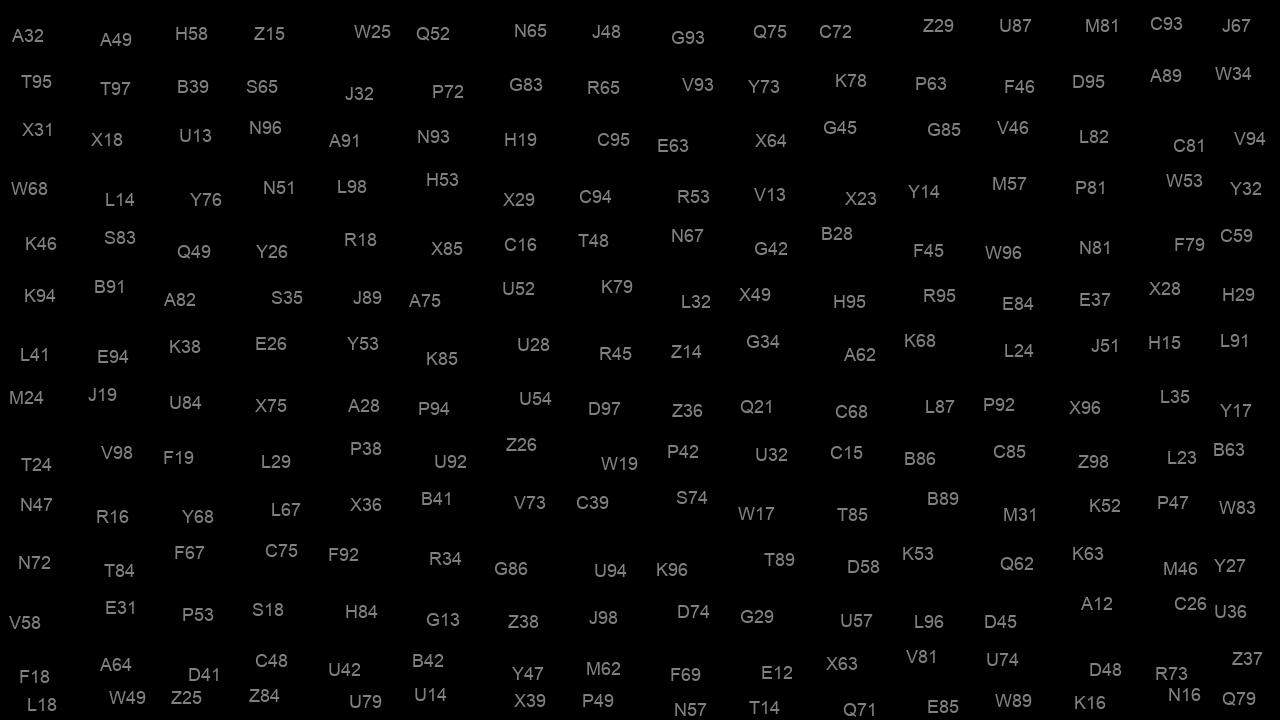 A32 A49 H58 Z15 W25 Q52 N65 J48 G93 Q75 C72 Z29 U87 M81 C93 J67
T95 T97 B39 S65 J32 P72 G83 R65 V93 Y73 K78 P63 F46 D95 A89 W34
X31 X18 U13 N96 A91 N93 H19 C95 E63 X64 G45 G85 V46 L82 C81 V94
W68 L14 Y76 N51 L98 H53 X29 C94 R53 V13 X23 Y14 M57 P81 W53 Y32
K46 S83 Q49 Y26 R18 X85 C16 T48 N67 G42 B28 F45 W96 N81 F79 C59
K94 B91 A82 S35 J89 A75 U52 K79 L32 X49 H95 R95 E84 E37 X28 H29
L41 E94 K38 E26 Y53 K85 U28 R45 Z14 G34 A62 K68 L24 J51 H15 L91
M24 J19 U84 X75 A28 P94 U54 D97 Z36 Q21 C68 L87 P92 X96 L35 Y17
T24 V98 F19 L29 P38 U92 Z26 W19 P42 U32 C15 B86 C85 Z98 L23 B63
N47 R16 Y68 L67 X36 B41 V73 C39 S74 W17 T85 B89 M31 K52 P47 W83
N72 T84 F67 C75 F92 R34 G86 U94 K96 T89 D58 K53 Q62 K63 M46 Y27
V58 E31 P53 S18 H84 G13 Z38 J98 D74 G29 U57 L96 D45 A12 C26 U36
F18 A64 D41 C48 U42 B42 Y47 M62 F69 E12 X63 V81 U74 D48 R73 Z37
L18 W49 Z25 Z84 U79 U14 X39 P49 N57 T14 Q71 E85 W89 K16 N16 Q79